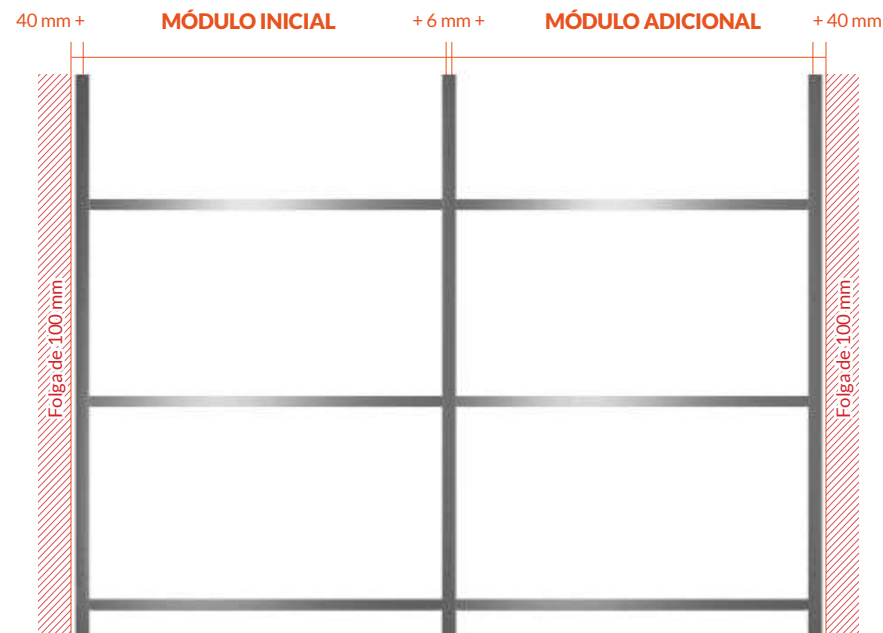 40 mm + MÓDULO INICIAL + 6 mm + MÓDULO ADICIONAL + 40 mm
Folga de 100 mm
Folga de 100 mm